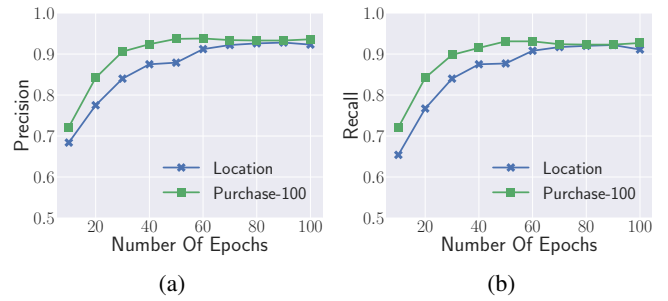 1.0
0.9
0.8
0.7
0.6
0.5
Precision
Location
Purchase-100
20 40 60 80 100
Number Of Epochs
(a)
1.0
0.9
0.8
0.7
0.6
0.5
Recall
Location
Purchase-100
20 40 60 80 100
Number Of Epochs
(b)